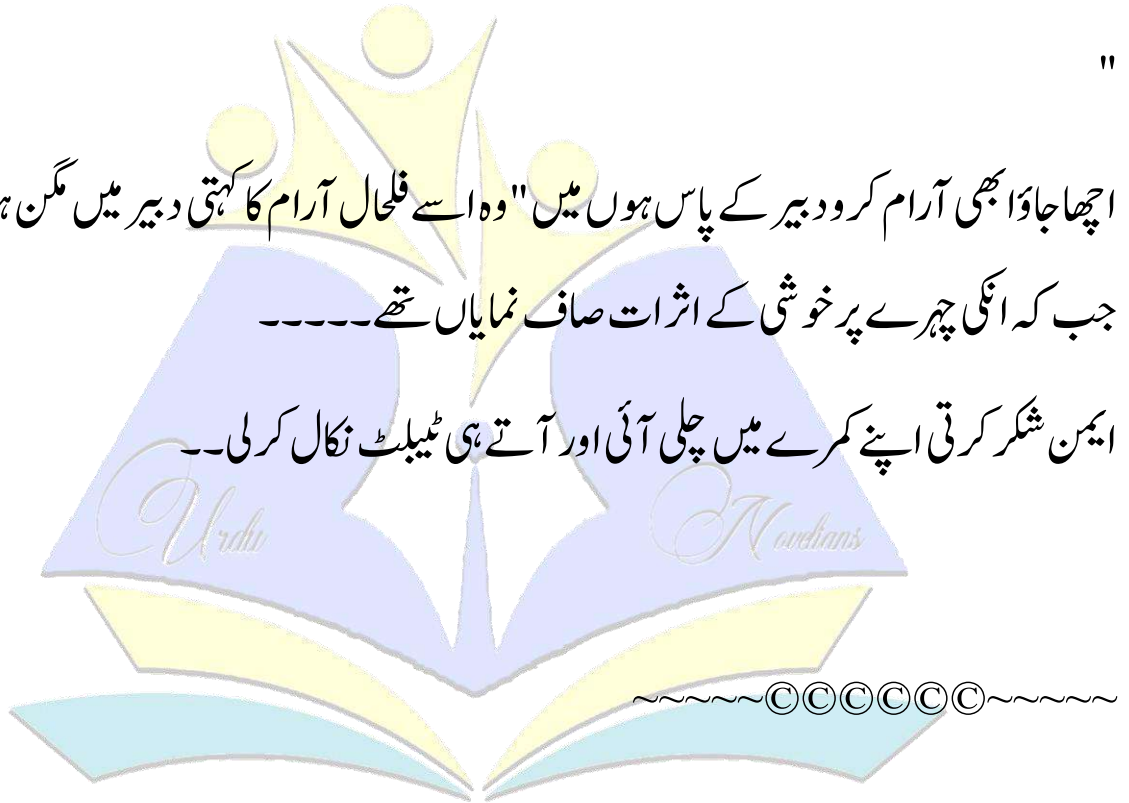 "
اچھا جاؤ ابھی آرام کرو دبیر کے پاس ہوں میں" وہ اسے فلحال آرام کا کہتی دبیر میں مگن
جب کہ انکی چہرے پر خوشی کے اثرات صاف نمایاں تھے۔۔۔۔۔
ایمن شکر کرتی اپنے کمرے میں چلی آئی اور آتے ہی ٹیبلٹ نکال کر لی۔۔
Urdu Novelians
~~~~~©©©©©©~~~~~